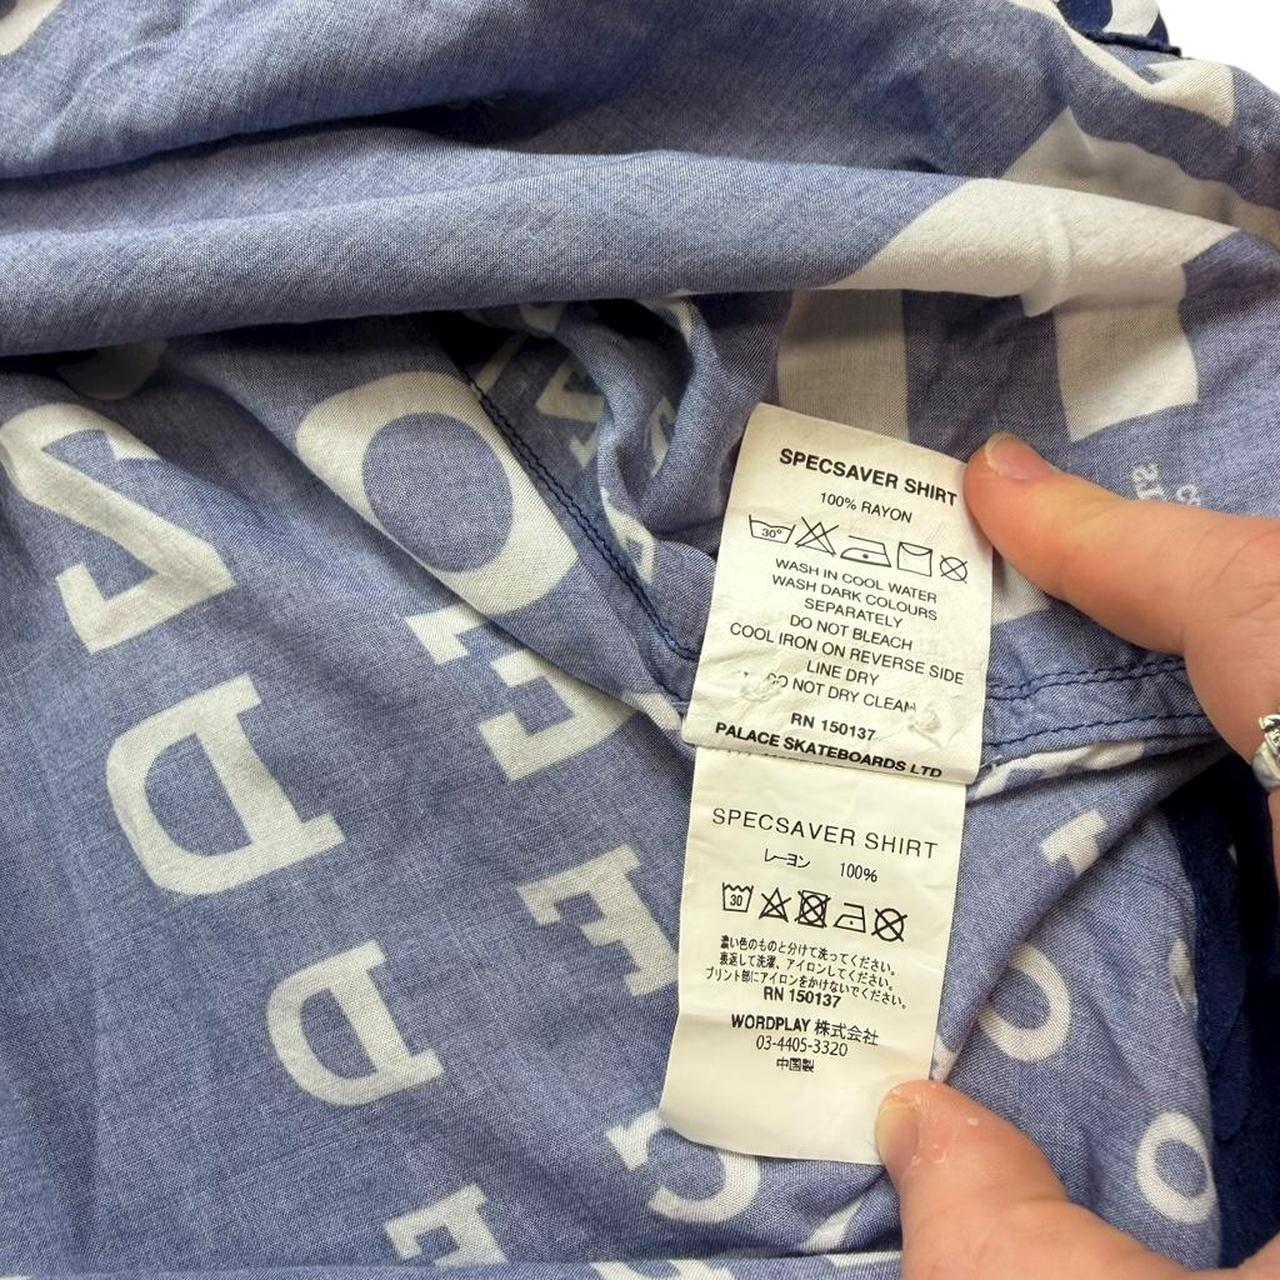 SPECSAVER SHIRT
100% RAYON
30°
WASH IN COOL WATER
WASH DARK COLOURS
SEPARATELY
DO NOT BLEACH
COOL IRON ON REVERSE SIDE
LINE DRY
DO NOT DRY CLEAN
RN 150137
PALACE SKATEBOARDS LTD
SPECSAVER SHIRT
レーヨン 100%
30
濃い色のものと分けて洗ってください。
裏返して洗濯、アイロンしてください。
プリント部にアイロンをかけないでください。
RN 150137
WORDPLAY 株式会社
03-4405-3320
中国製
O
E
D
E
D
C
E
O
O